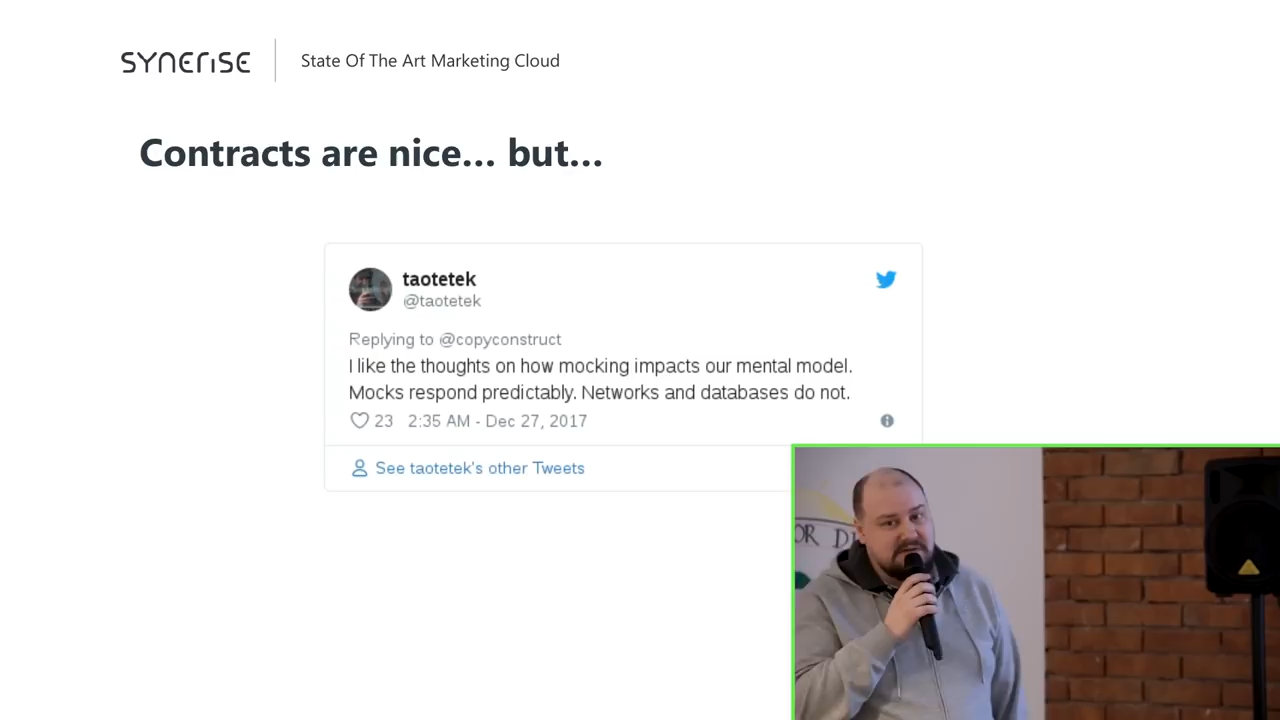 SYNERISE
State Of The Art Marketing Cloud
Contracts are nice... but...
taotetek
@taotetek
Replying to @copyconstruct
I like the thoughts on how mocking impacts our mental model.
Mocks respond predictably. Networks and databases do not.
23 2:35 AM - Dec 27, 2017
See taotetek's other Tweets
OR D